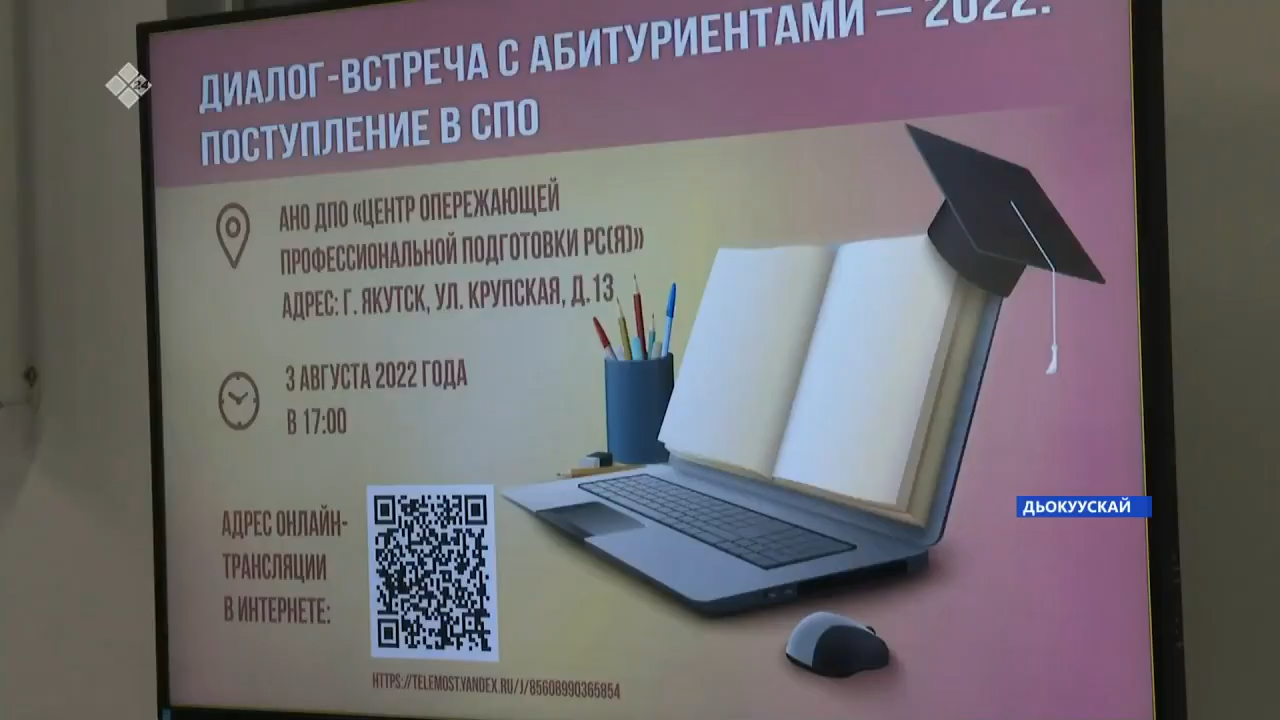 ДИАЛОГ-ВСТРЕЧА С АБИТУРИЕНТАМИ – 2022.
ПОСТУПЛЕНИЕ В СПО
АНО ДПО «ЦЕНТР ОПЕРЕЖАЮЩЕЙ
ПРОФЕССИОНАЛЬНОЙ ПОДГОТОВКИ РС(Я)»
АДРЕС: Г. ЯКУТСК, УЛ. КРУПСКАЯ, Д.13
3 АВГУСТА 2022 ГОДА
В 17:00
АДРЕС ОНЛАЙН-
ТРАНСЛЯЦИИ
В ИНТЕРНЕТЕ:
HTTPS://TELEMOST.YANDEX.RU/J/85608990365854
ДЬОКУУСКАЙ
24